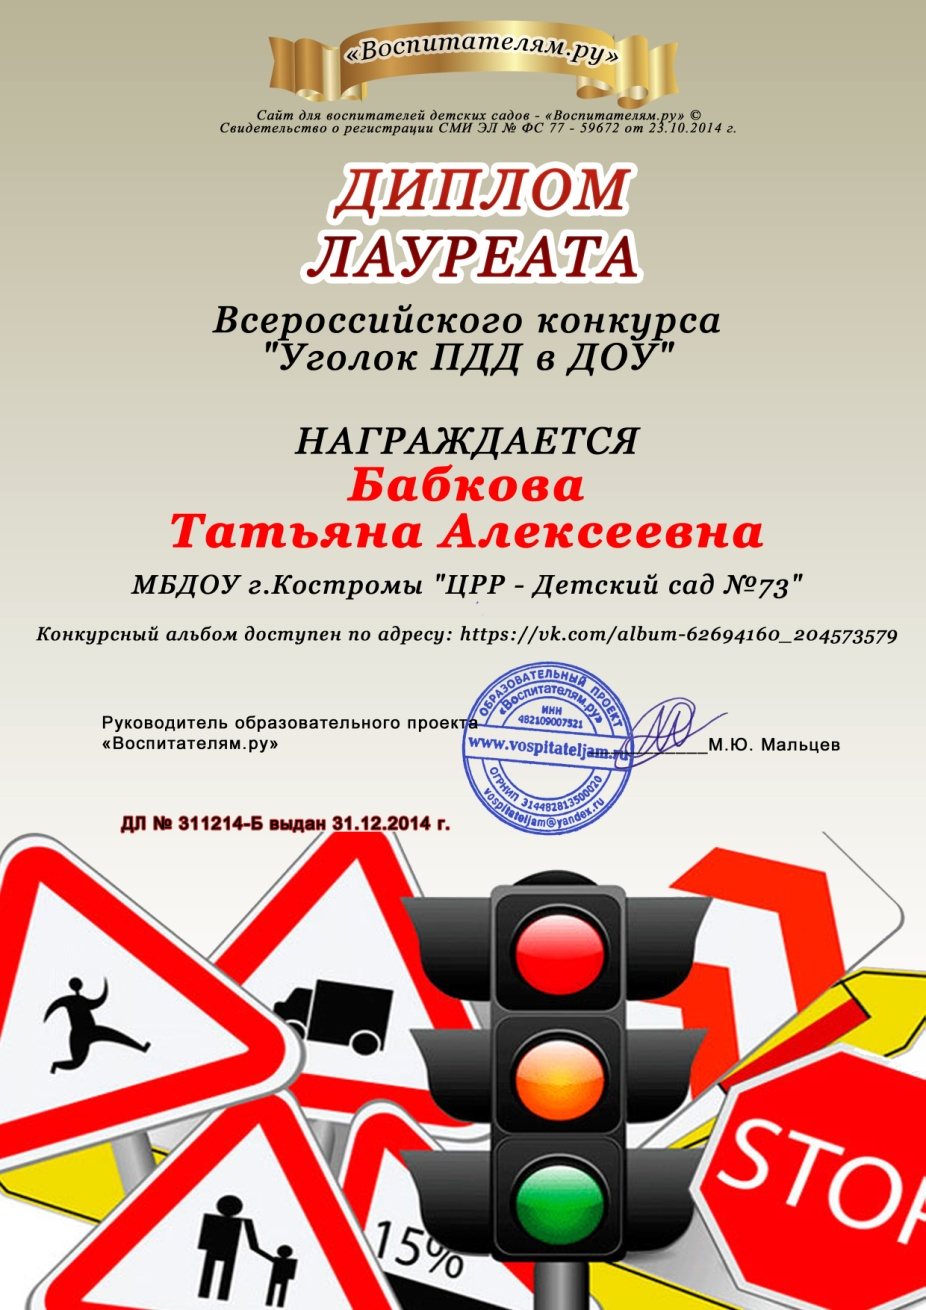 «Воспитателям.ру»
Сайт для воспитателей детских садов - «Воспитателям.ру» ©
Свидетельство о регистрации СМИ ЭЛ № ФС 77 - 59672 от 23.10.2014 г.
ДИПЛОМ
ЛАУРЕАТА
Всероссийского конкурса
"Уголок ПДД в ДОУ"
НАГРАЖДАЕТСЯ
Бабкова
Татьяна Алексеевна
МБДОУ г.Костромы "ЦРР - Детский сад №73"
Конкурсный альбом доступен по адресу: https://vk.com/album-62694160_204573579
Руководитель образовательного проекта
«Воспитателям.ру»
ОБРАЗОВАТЕЛЬНЫЙ ПРОЕКТ
«Воспитателям.ру»
ИНН
482109007521
www.vospitateljam.ru
ОГРНИП 314482813500020
vospitateljam@yandex.ru
М.Ю. Мальцев
ДЛ № 311214-Б выдан 31.12.2014 г.
15%
STOP